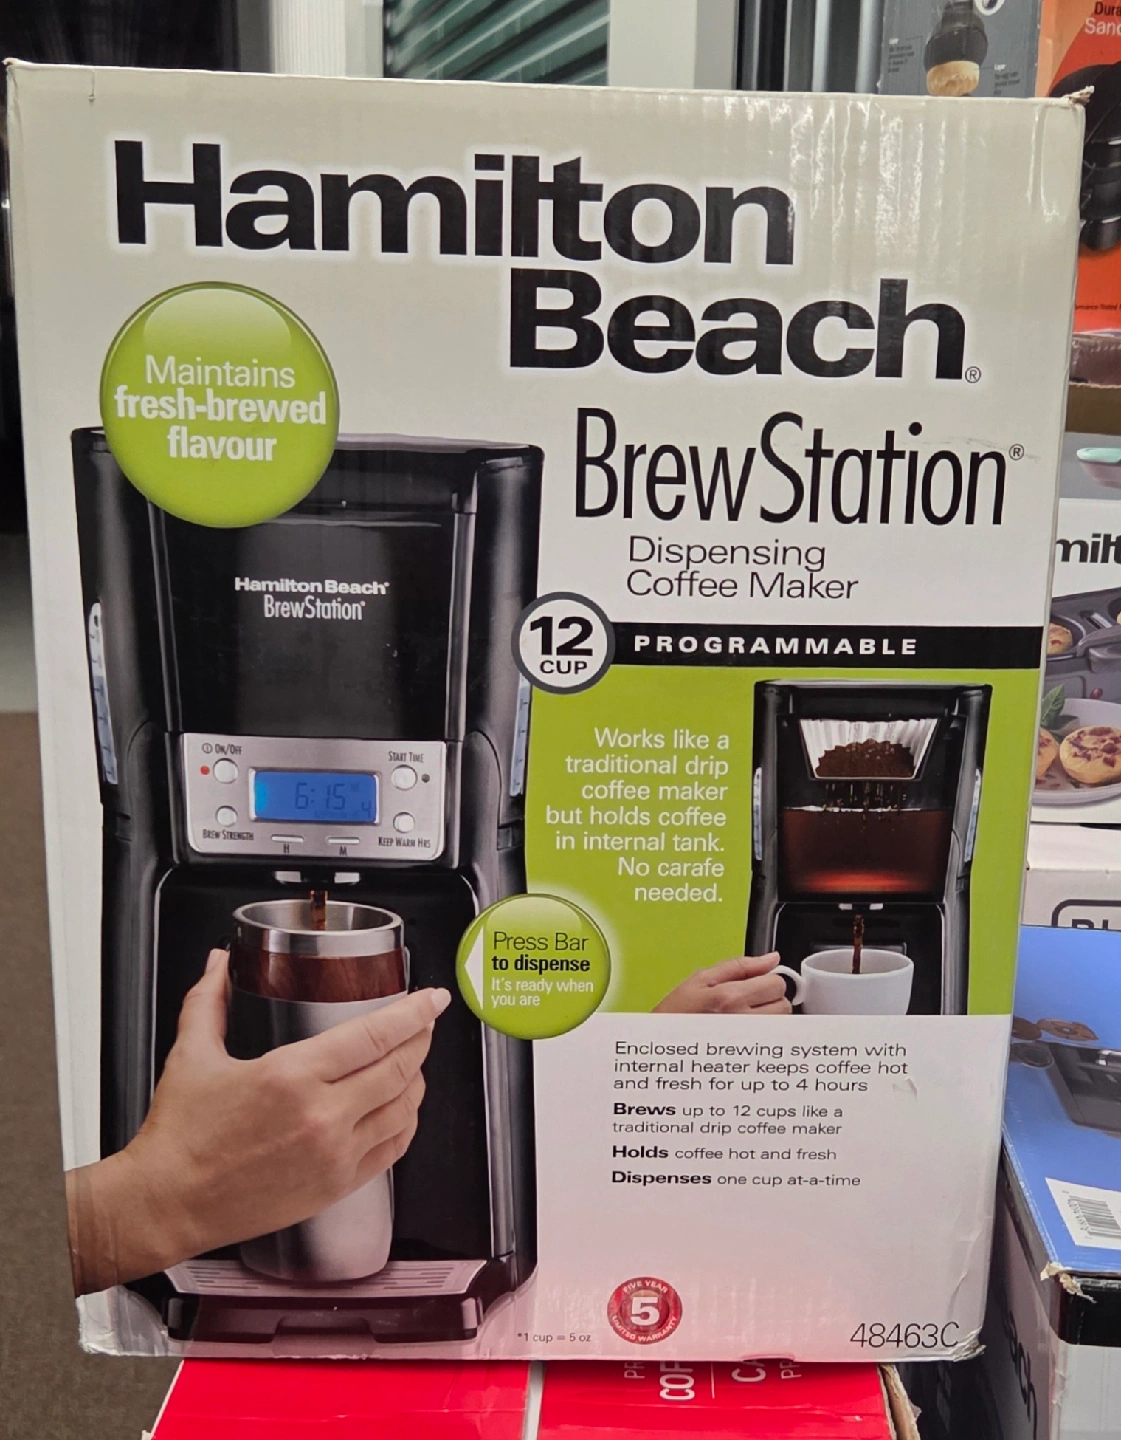 Hamilton
Beach®
BrewStation®
Dispensing
Coffee Maker
12
CUP
PROGRAMMABLE
Maintains
fresh-brewed
flavour
Hamilton Beach®
BrewStation®
ON/OFF
START TIME
6:15
BREW STRENGTH
KEEP WARM HRS
H
M
Works like a
traditional drip
coffee maker
but holds coffee
in internal tank.
No carafe
needed.
Press Bar
to dispense
It's ready when
you are
Enclosed brewing system with
internal heater keeps coffee hot
and fresh for up to 4 hours
Brews up to 12 cups like a
traditional drip coffee maker
Holds coffee hot and fresh
Dispenses one cup at-a-time
FIVE YEAR
5
LIMITED WARRANTY
*1 cup = 5 oz
48463C